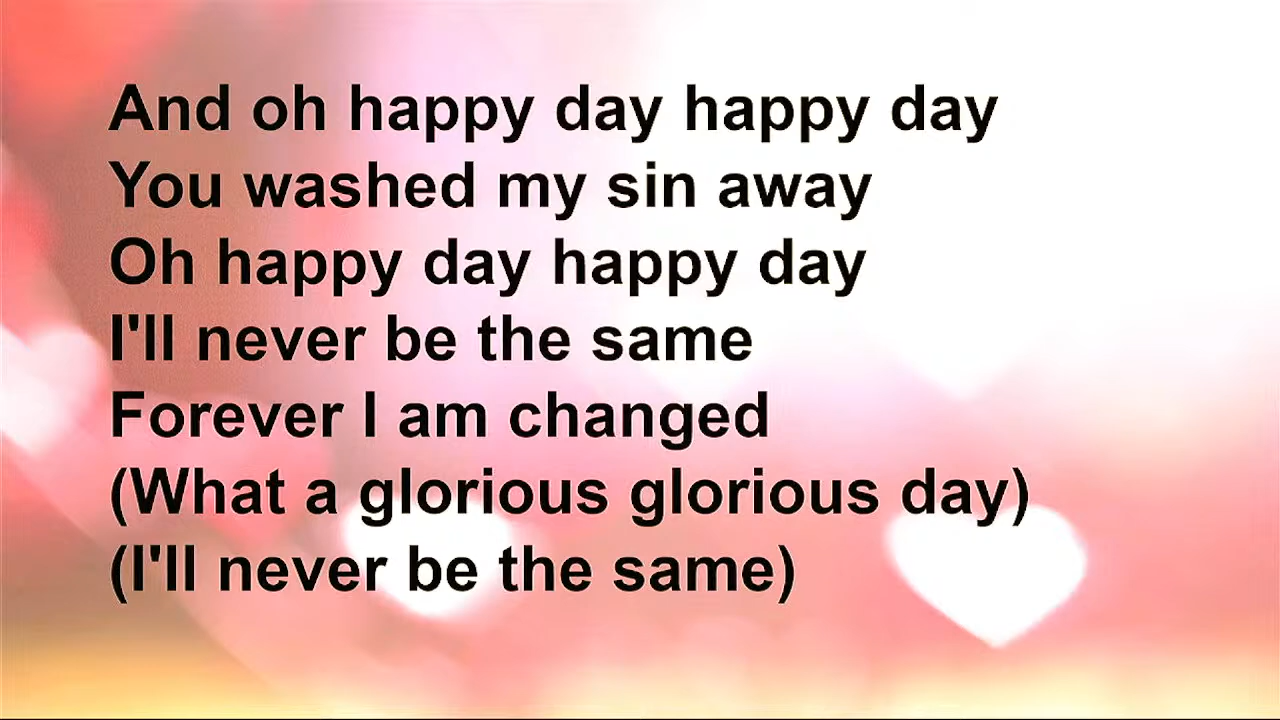 And oh happy day happy day
You washed my sin away
Oh happy day happy day
I'll never be the same
Forever I am changed
(What a glorious glorious day)
(I'll never be the same)